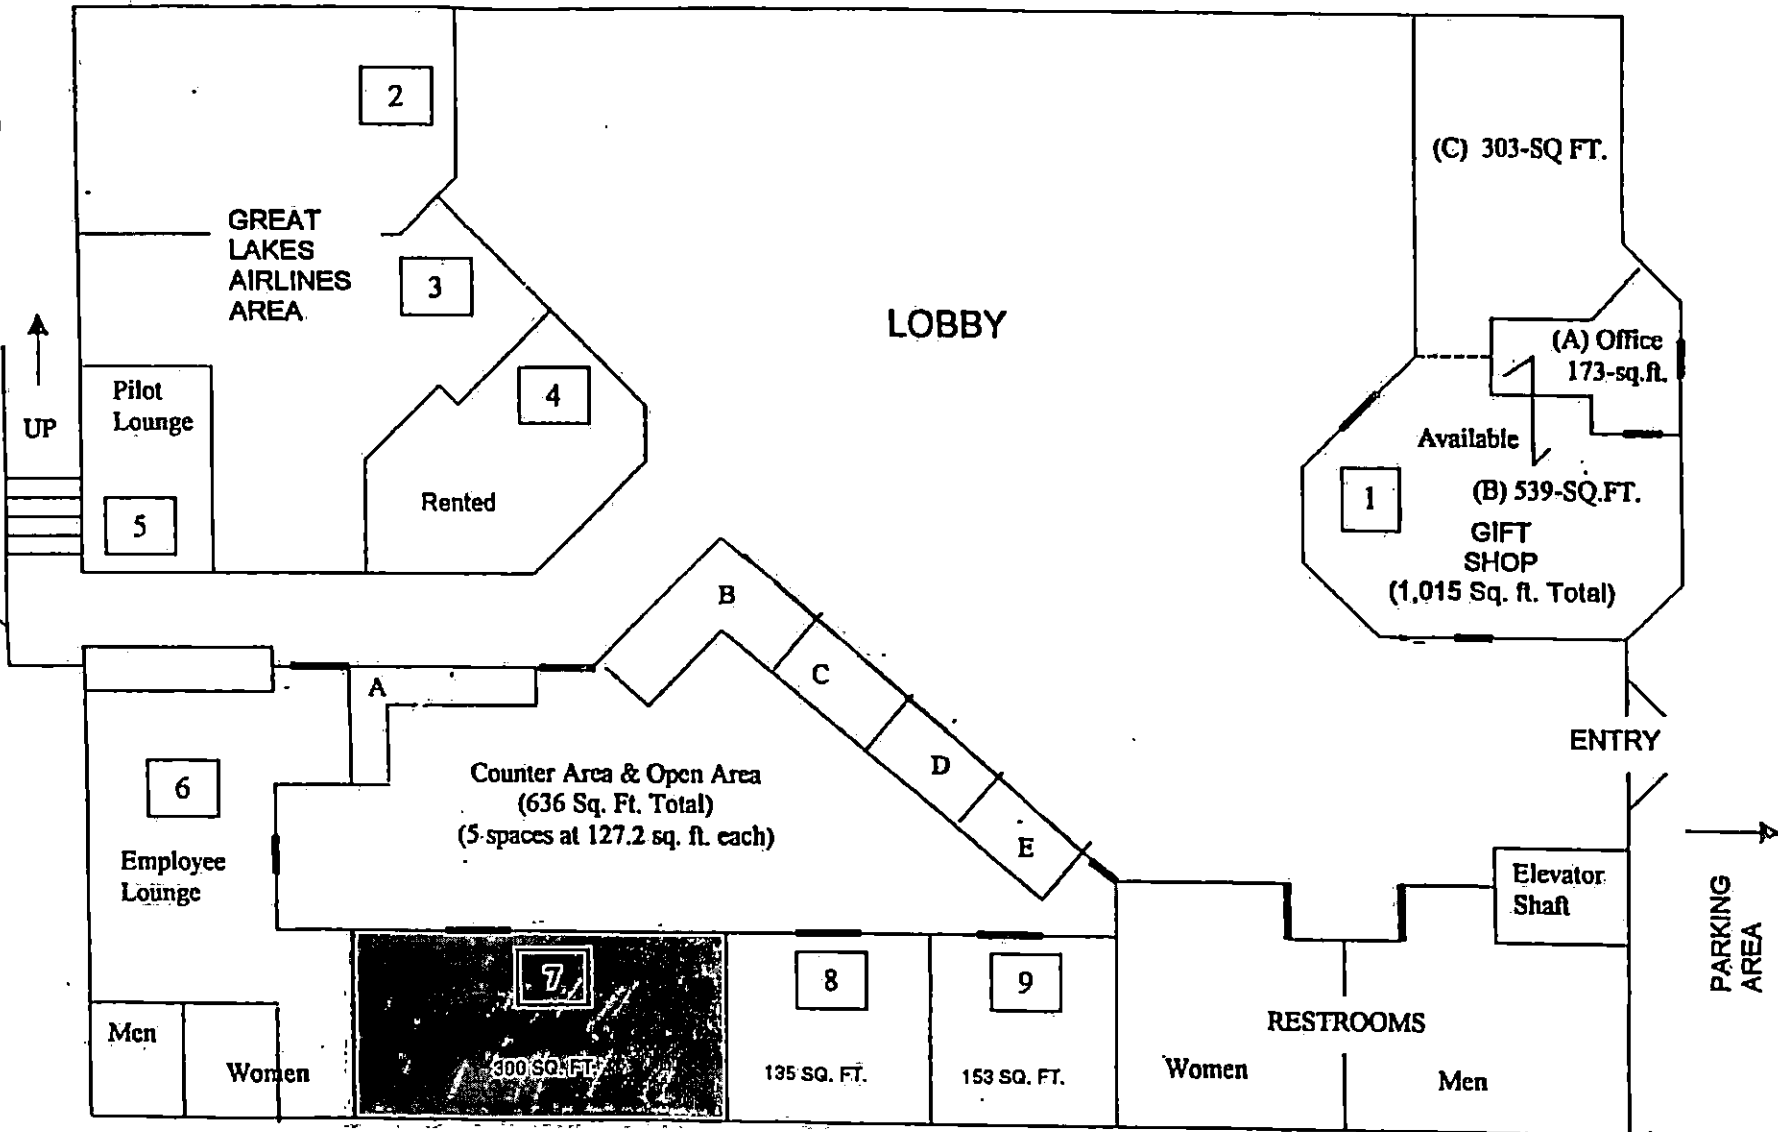 2
(C) 303-SQ FT.
GREAT
LAKES
AIRLINES
AREA
3
LOBBY
(A) Office
173-sq.ft.
Pilot
Lounge
4
UP
Available
1
(B) 539-SQ.FT.
Rented
5
GIFT
SHOP
(1,015 Sq. ft. Total)
B
C
A
ENTRY
D
Counter Area & Open Area
(636 Sq. Ft. Total)
(5 spaces at 127.2 sq. ft. each)
6
E
Employee
Lounge
Elevator
Shaft
PARKING
AREA
7
8
9
Men
Women
300 SQ. FT.
135 SQ. FT.
153 SQ. FT.
RESTROOMS
Women
Men